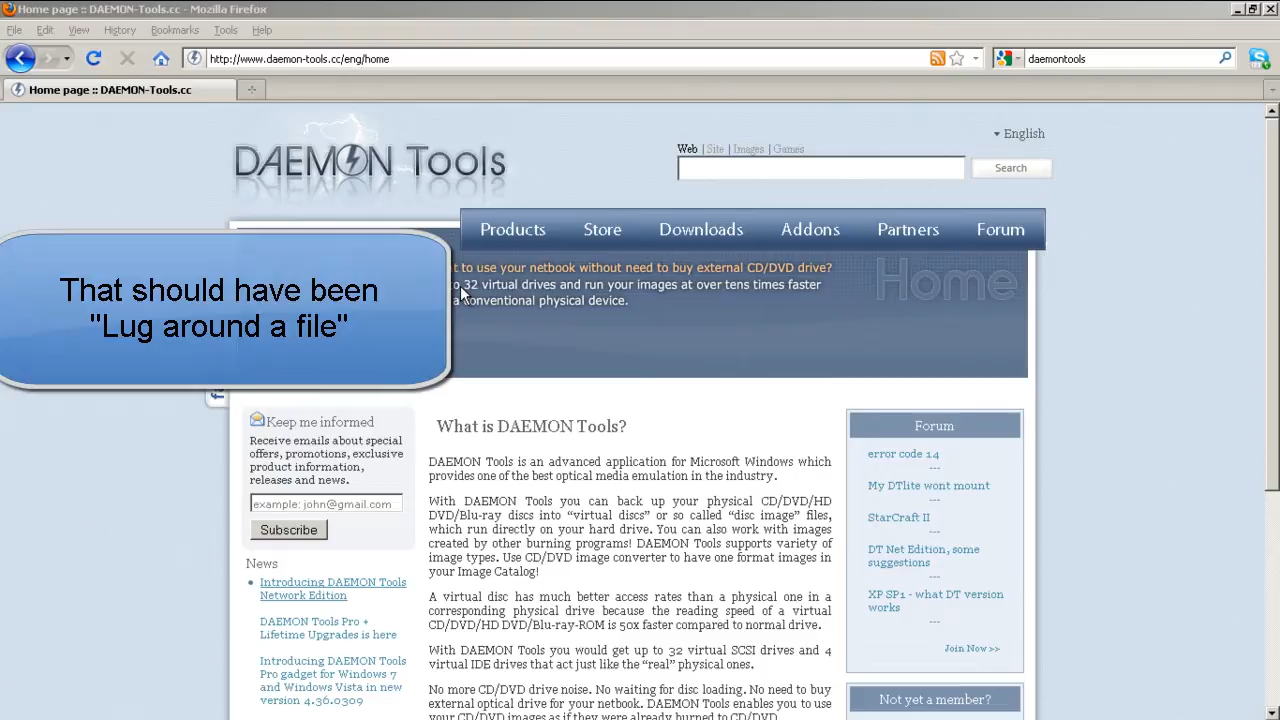 Home page :: DAEMON-Tools.cc - Mozilla Firefox
File Edit View History Bookmarks Tools Help
http://www.daemon-tools.cc/eng/home
daemontools
Home page :: DAEMON-Tools.cc
DAEMON Tools
English
Web | Site | Images | Games
Search
Products Store Downloads Addons Partners Forum
That should have been
"Lug around a file"
to use your netbook without need to buy external CD/DVD drive?
32 virtual drives and run your images at over tens times faster
conventional physical device.
Home
Keep me informed
Receive emails about special
offers, promotions, exclusive
product information,
releases and news.
example: john@gmail.com
Subscribe
News
Introducing DAEMON Tools
Network Edition
DAEMON Tools Pro +
Lifetime Upgrades is here
Introducing DAEMON Tools
Pro gadget for Windows 7
and Windows Vista in new
version 4.36.0309
What is DAEMON Tools?
DAEMON Tools is an advanced application for Microsoft Windows which
provides one of the best optical media emulation in the industry.
With DAEMON Tools you can back up your physical CD/DVD/HD
DVD/Blu-ray discs into “virtual discs” or so called “disc image” files,
which run directly on your hard drive. You can also work with images
created by other burning programs! DAEMON Tools supports variety of
image types. Use CD/DVD image converter to have one format images in
your Image Catalog!
A virtual disc has much better access rates than a physical one in a
corresponding physical drive because the reading speed of a virtual
CD/DVD/HD DVD/Blu-ray-ROM is 50x faster compared to normal drive.
With DAEMON Tools you would get up to 32 virtual SCSI drives and 4
virtual IDE drives that act just like the “real” physical ones.
No more CD/DVD drive noise. No waiting for disc loading. No need to buy
external optical drive for your netbook. DAEMON Tools enables you to use
your CD/DVD images as if they were already burned to CD/DVD.
Forum
error code 14
---
My DTlite wont mount
---
StarCraft II
---
DT Net Edition, some
suggestions
---
XP SP1 - what DT version
works
---
Join Now >>
Not yet a member?